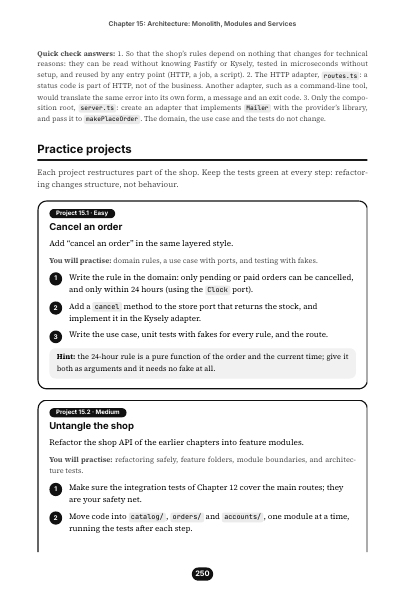 Chapter 15: Architecture: Monolith, Modules and Services
Quick check answers: 1. So that the shop's rules depend on nothing that changes for technical
reasons: they can be read without knowing Fastify or Kysely, tested in microseconds without
setup, and reused by any entry point (HTTP, a job, a script). 2. The HTTP adapter, routes.ts: a
status code is part of HTTP, not of the business. Another adapter, such as a command-line tool,
would translate the same error into its own form, a message and an exit code. 3. Only the compo-
sition root, server.ts: create an adapter that implements Mailer with the provider's library,
and pass it to makePlaceOrder. The domain, the use case and the tests do not change.
Practice projects
Each project restructures part of the shop. Keep the tests green at every step: refactor-
ing changes structure, not behaviour.
Project 15.1 · Easy
Cancel an order
Add “cancel an order” in the same layered style.
You will practise: domain rules, a use case with ports, and testing with fakes.
1 Write the rule in the domain: only pending or paid orders can be cancelled,
and only within 24 hours (using the Clock port).
2 Add a cancel method to the store port that returns the stock, and
implement it in the Kysely adapter.
3 Write the use case, unit tests with fakes for every rule, and the route.
Hint: the 24-hour rule is a pure function of the order and the current time; give it
both as arguments and it needs no fake at all.
Project 15.2 · Medium
Untangle the shop
Refactor the shop API of the earlier chapters into feature modules.
You will practise: refactoring safely, feature folders, module boundaries, and architec-
ture tests.
1 Make sure the integration tests of Chapter 12 cover the main routes; they
are your safety net.
2 Move code into catalog/, orders/ and accounts/, one module at a time,
running the tests after each step.
250